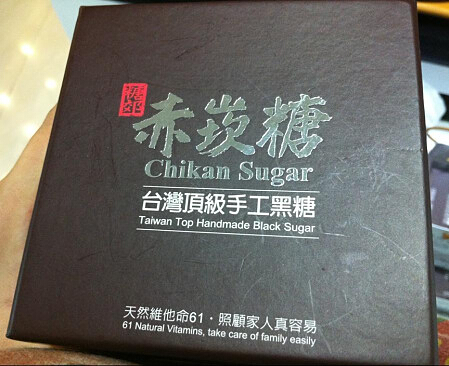 赤崁糖
Chikan Sugar
台灣頂級手工黑糖
Taiwan Top Handmade Black Sugar
天然維他命61・照顧家人真容易
61 Natural Vitamins, take care of family easily